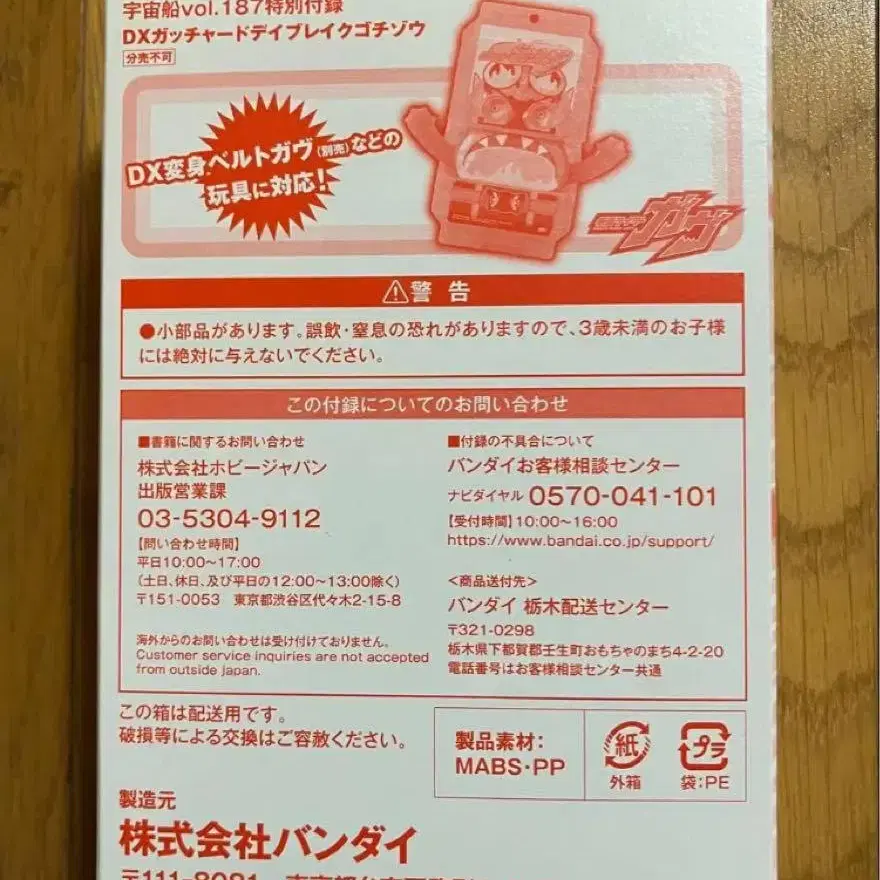 宇宙船vol.187特別付録
DXガッチャードデイブレイクゴチゾウ
分売不可
DX変身ベルトガヴ(別売)などの
玩具に対応!
ガヴ
⚠警告
●小部品があります。誤飲・窒息の恐れがありますので、3歳未満のお子様
には絶対に与えないでください。
この付録についてのお問い合わせ
■書籍に関するお問い合わせ
株式会社ホビージャパン
出版営業課
03-5304-9112
【問い合わせ時間】
平日10:00〜17:00
(土日、休日、及び平日の12:00〜13:00除く)
〒151-0053 東京都渋谷区代々木2-15-8
海外からのお問い合わせは受け付けておりません。
Customer service inquiries are not accepted
from outside Japan.
■付録の不具合について
バンダイお客様相談センター
ナビダイヤル 0570-041-101
【受付時間】10:00〜16:00
https://www.bandai.co.jp/support/
<商品送付先>
バンダイ 栃木配送センター
〒321-0298
栃木県下都賀郡壬生町おもちゃのまち4-2-20
電話番号はお客様相談センター共通
この箱は配送用です。
破損等による交換はご容赦ください。
製品素材:
MABS・PP
紙
外箱
プラ
袋:PE
製造元
株式会社バンダイ
〒111-8081